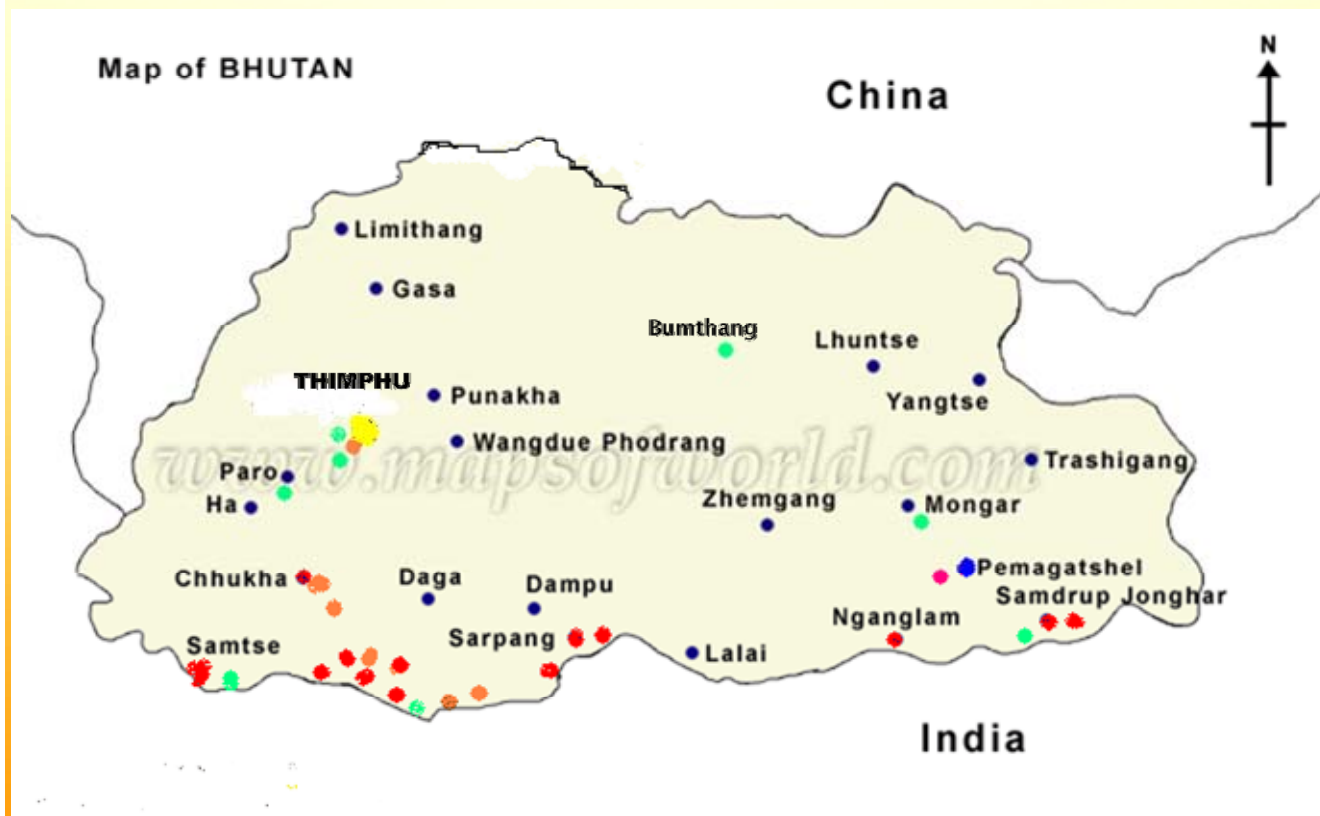 Map of BHUTAN
N
China
Limithang
Gasa
Bumthang
Lhuntse
THIMPHU
Punakha
Yangtse
Wangdue Phodrang
www.mapsofworld.com
Trashigang
Paro
Ha
Zhemgang
Mongar
Chhukha
Daga
Dampu
Pemagatshel
Samdrup Jonghar
Nganglam
Samtse
Sarpang
Lalai
India